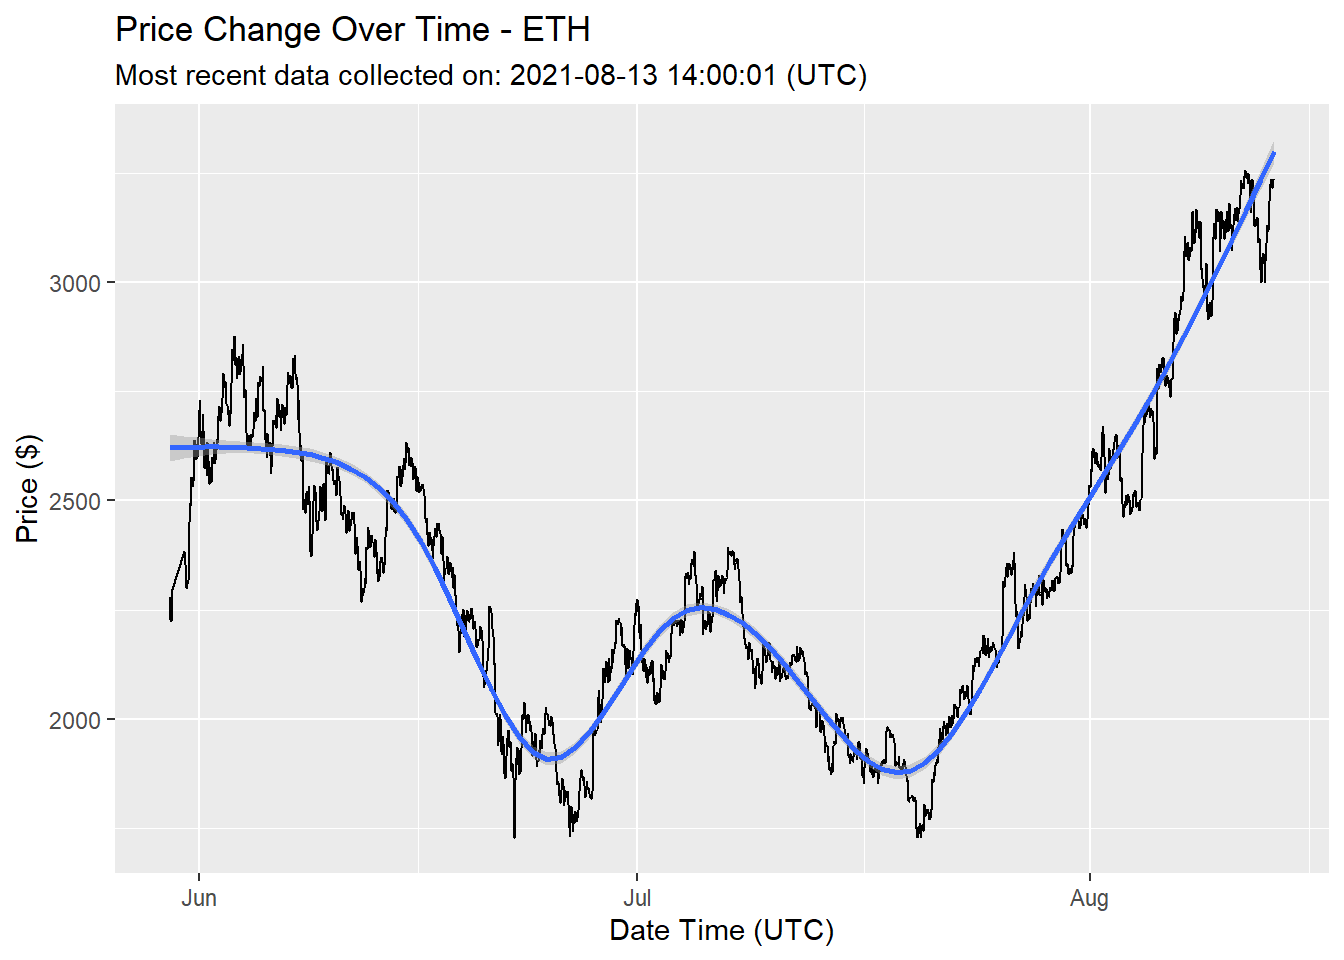 Price Change Over Time - ETH
Most recent data collected on: 2021-08-13 14:00:01 (UTC)
Price ($)
3000
2500
2000
Jun
Jul
Aug
Date Time (UTC)